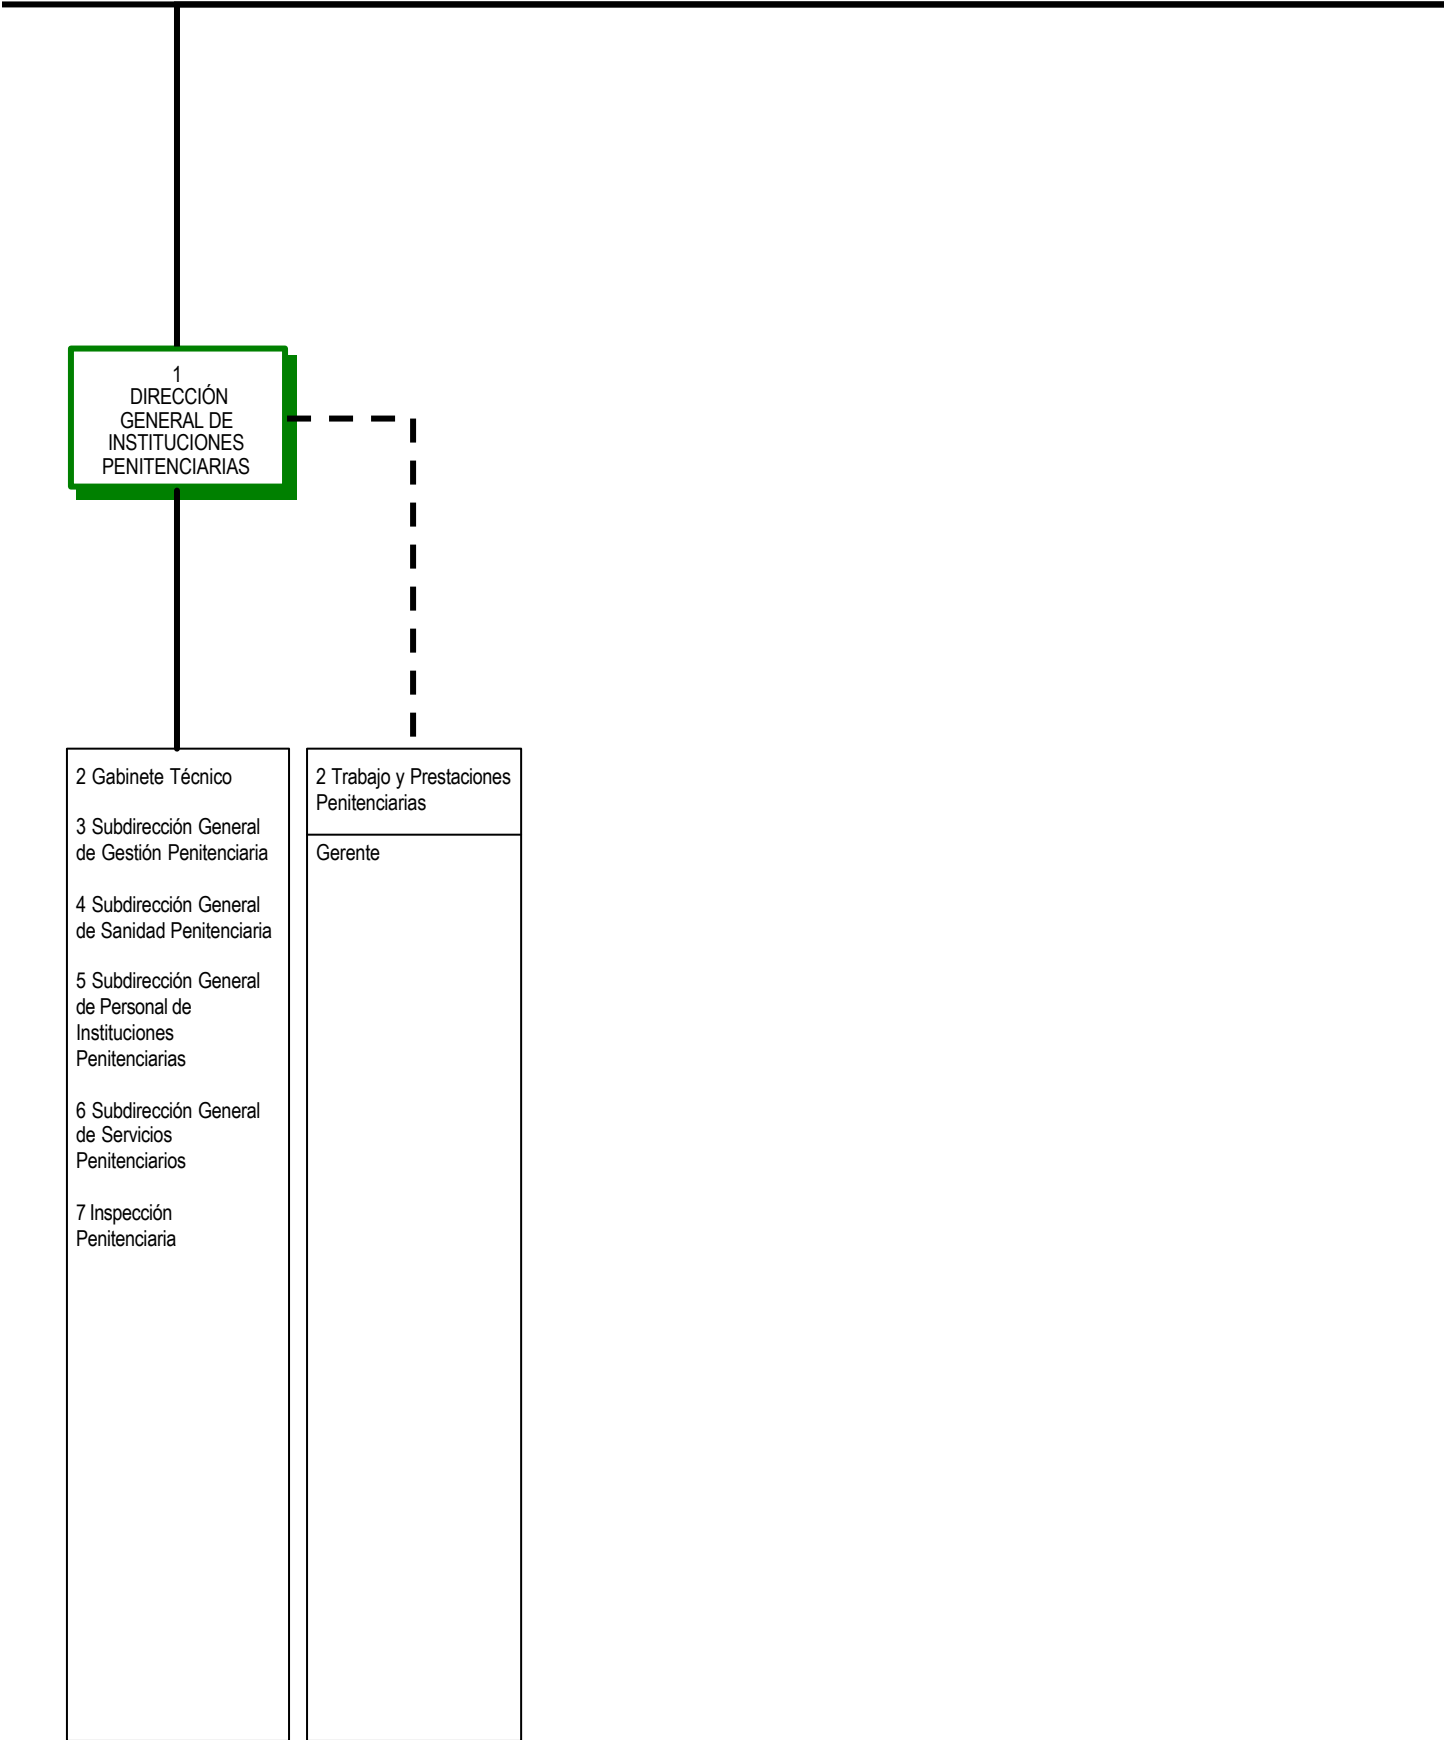 1
DIRECCIÓN
GENERAL DE
INSTITUCIONES
PENITENCIARIAS
2 Gabinete Técnico
3 Subdirección General
de Gestión Penitenciaria
4 Subdirección General
de Sanidad Penitenciaria
5 Subdirección General
de Personal de
Instituciones
Penitenciarias
6 Subdirección General
de Servicios
Penitenciarios
7 Inspección
Penitenciaria
2 Trabajo y Prestaciones
Penitenciarias
Gerente